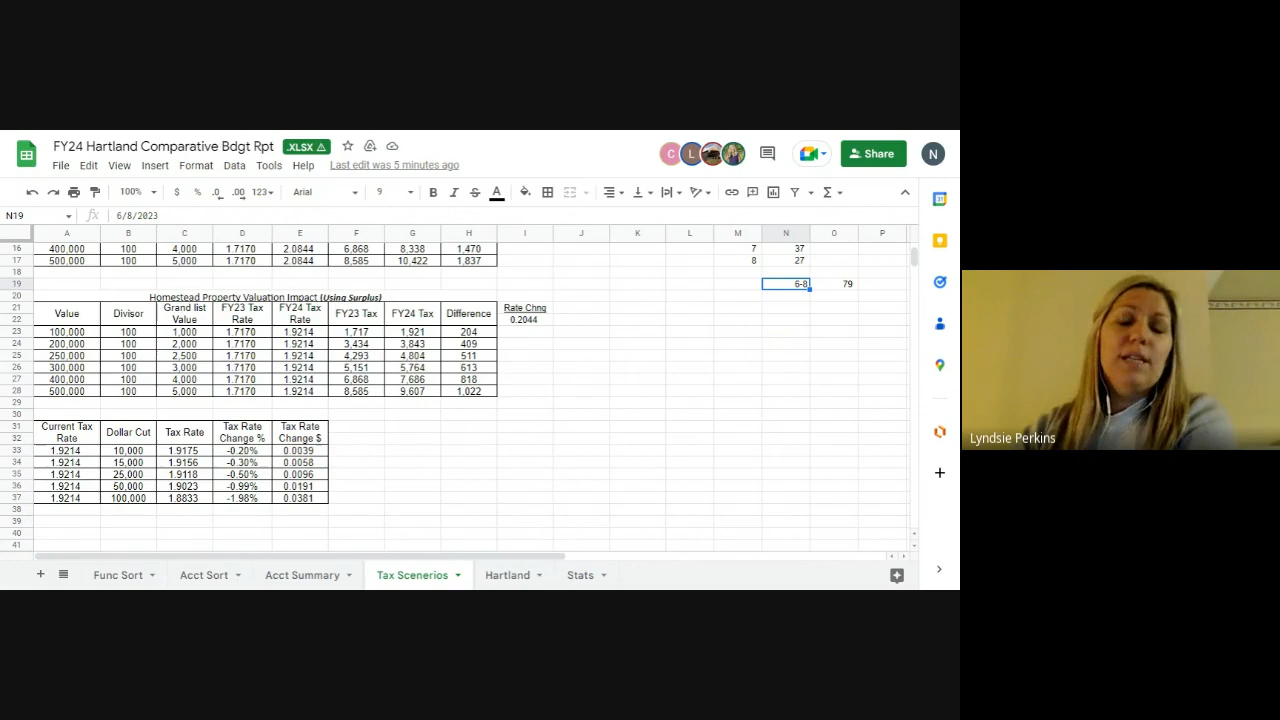 FY24 Hartland Comparative Bdgt Rpt .XLSX
File Edit View Insert Format Data Tools Help Last edit was 5 minutes ago
C L Share N
100% $ % .0 .00 123 Arial 9 B I S A
N19 fx 6/8/2023
A B C D E F G H I J K L M N O P
16 400,000 100 4,000 1.7170 2.0844 6,868 8,338 1,470 7 37
17 500,000 100 5,000 1.7170 2.0844 8,585 10,422 1,837 8 27
18
19 6-8 79
20 Homestead Property Valuation Impact (Using Surplus)
21 Value Divisor Grand list Value FY23 Tax Rate FY24 Tax Rate FY23 Tax FY24 Tax Difference Rate Chng
22 0.2044
23 100,000 100 1,000 1.7170 1.9214 1,717 1,921 204
24 200,000 100 2,000 1.7170 1.9214 3,434 3,843 409
25 250,000 100 2,500 1.7170 1.9214 4,293 4,804 511
26 300,000 100 3,000 1.7170 1.9214 5,151 5,764 613
27 400,000 100 4,000 1.7170 1.9214 6,868 7,686 818
28 500,000 100 5,000 1.7170 1.9214 8,585 9,607 1,022
29
30
31 Current Tax Dollar Cut Tax Rate Tax Rate Tax Rate
32 Rate Change % Change $
33 1.9214 10,000 1.9175 -0.20% 0.0039
34 1.9214 15,000 1.9156 -0.30% 0.0058
35 1.9214 25,000 1.9118 -0.50% 0.0096
36 1.9214 50,000 1.9023 -0.99% 0.0191
37 1.9214 100,000 1.8833 -1.98% 0.0381
38
39
40
41
Func Sort Acct Sort Acct Summary Tax Scenerios Hartland Stats
Lyndsie Perkins